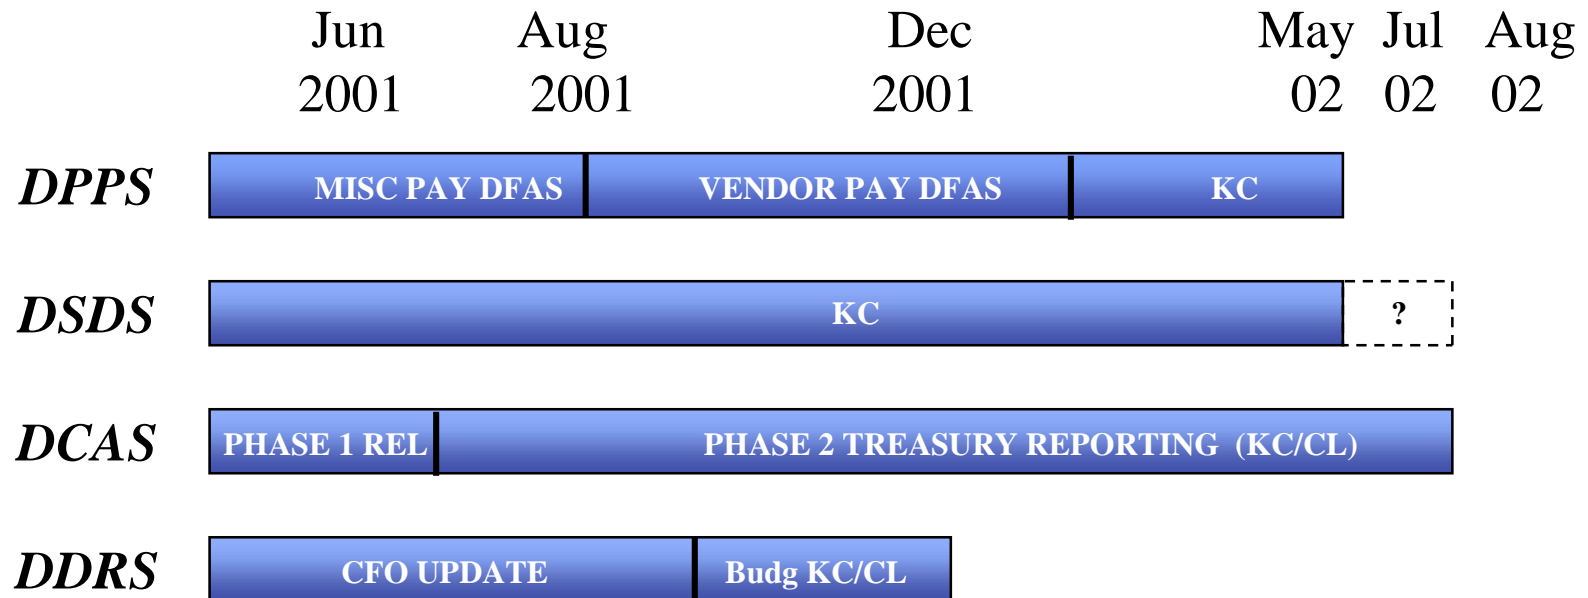 Jun Aug Dec May Jul Aug
2001 2001 2001 02 02 02
DPPS MISC PAY DFAS VENDOR PAY DFAS KC
DSDS KC ?
DCAS PHASE 1 REL PHASE 2 TREASURY REPORTING (KC/CL)
DDRS CFO UPDATE Budg KC/CL